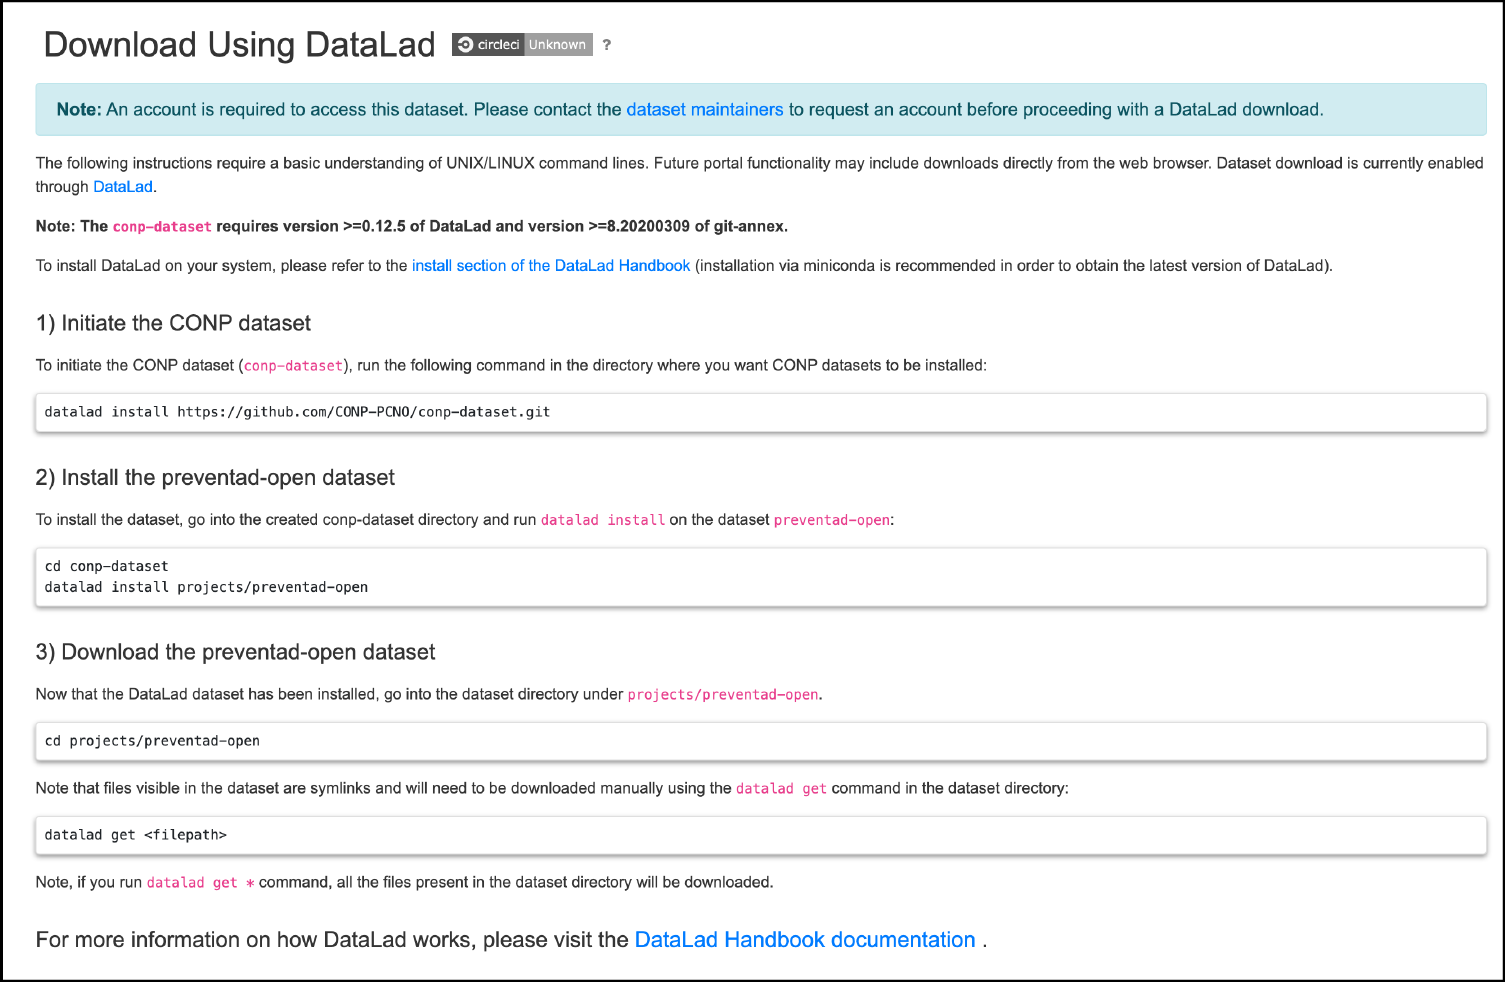 Download Using DataLad circleci Unknown ?
Note: An account is required to access this dataset. Please contact the dataset maintainers to request an account before proceeding with a DataLad download.
The following instructions require a basic understanding of UNIX/LINUX command lines. Future portal functionality may include downloads directly from the web browser. Dataset download is currently enabled
through DataLad.
Note: The conp-dataset requires version >=0.12.5 of DataLad and version >=8.20200309 of git-annex.
To install DataLad on your system, please refer to the install section of the DataLad Handbook (installation via miniconda is recommended in order to obtain the latest version of DataLad).
1) Initiate the CONP dataset
To initiate the CONP dataset (conp-dataset), run the following command in the directory where you want CONP datasets to be installed:
datalad install https://github.com/CONP-PCNO/conp-dataset.git
2) Install the preventad-open dataset
To install the dataset, go into the created conp-dataset directory and run datalad install on the dataset preventad-open:
cd conp-dataset
datalad install projects/preventad-open
3) Download the preventad-open dataset
Now that the DataLad dataset has been installed, go into the dataset directory under projects/preventad-open.
cd projects/preventad-open
Note that files visible in the dataset are symlinks and will need to be downloaded manually using the datalad get command in the dataset directory:
datalad get <filepath>
Note, if you run datalad get * command, all the files present in the dataset directory will be downloaded.
For more information on how DataLad works, please visit the DataLad Handbook documentation .